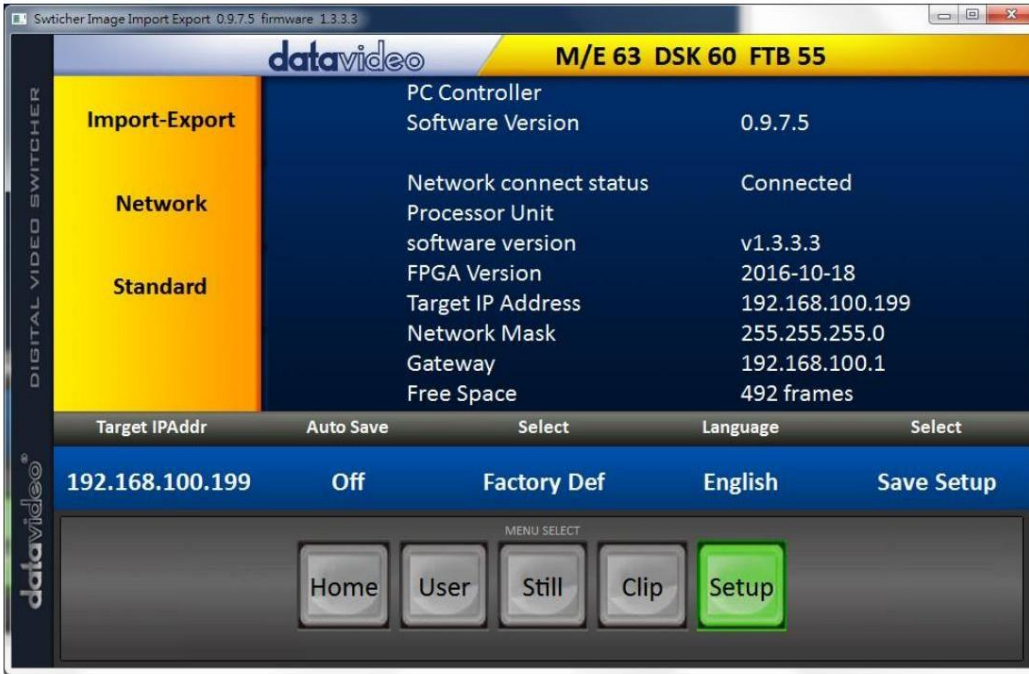 Swticher Image Import Export 0.9.7.5 firmware 1.3.3.3
datavideo M/E 63 DSK 60 FTB 55
DIGITAL VIDEO SWITCHER
datavideo®
Import-Export
Network
Standard
PC Controller
Software Version 0.9.7.5
Network connect status Connected
Processor Unit
software version v1.3.3.3
FPGA Version 2016-10-18
Target IP Address 192.168.100.199
Network Mask 255.255.255.0
Gateway 192.168.100.1
Free Space 492 frames
Target IPAddr Auto Save Select Language Select
192.168.100.199 Off Factory Def English Save Setup
MENU SELECT
Home User Still Clip Setup